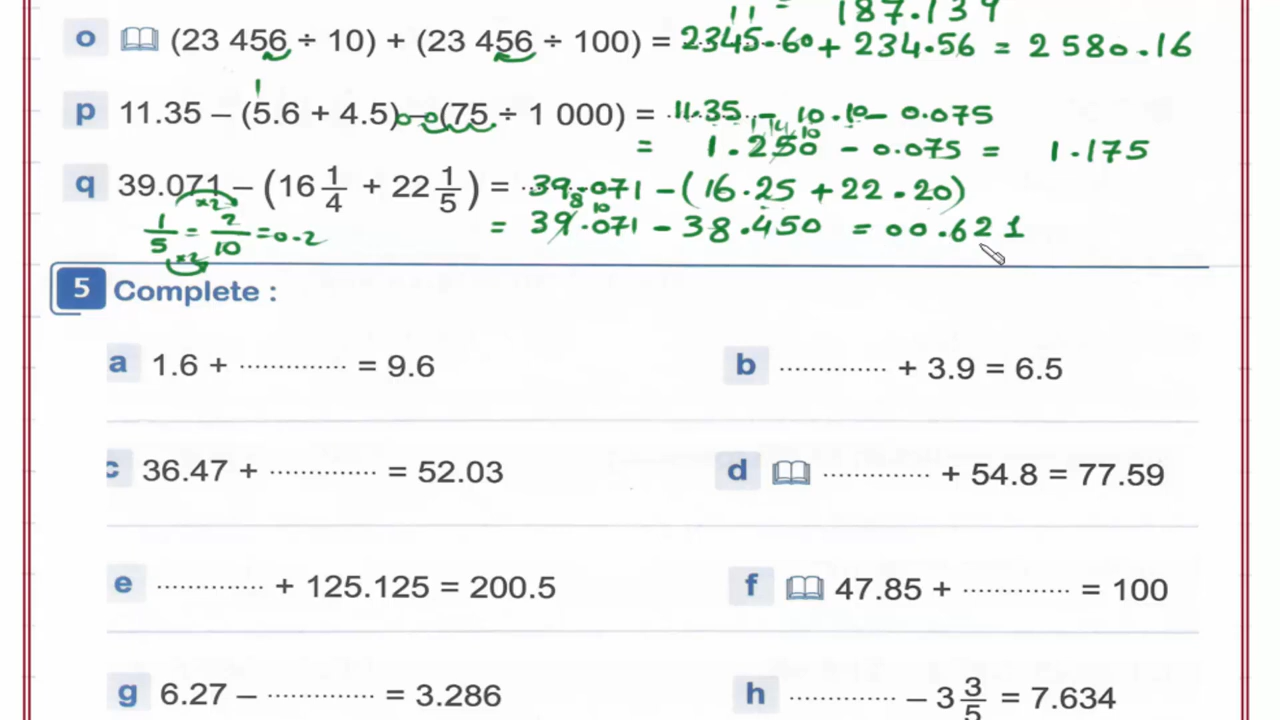 = 187.139
o (23 456 ÷ 10) + (23 456 ÷ 100) = 2345.60 + 234.56 = 2580.16
p 11.35 – (5.6 + 4.5) – (75 ÷ 1 000) = 11.35 – 10.10 – 0.075
= 1.250 – 0.075 = 1.175
q 39.071 – (16 1/4 + 22 1/5) = 39.071 – (16.25 + 22.20)
1/5 = 2/10 = 0.2
= 39.071 – 38.450 = 00.621
5 Complete :
a 1.6 + ............... = 9.6
b ............... + 3.9 = 6.5
c 36.47 + ............... = 52.03
d ............... + 54.8 = 77.59
e ............... + 125.125 = 200.5
f 47.85 + ............... = 100
g 6.27 – ............... = 3.286
h ............... – 3 3/5 = 7.634